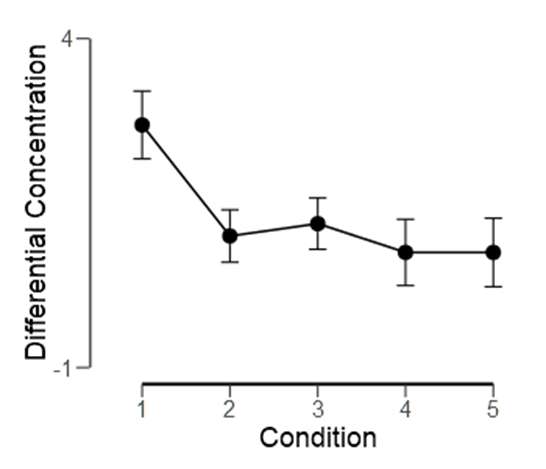 4
Differential Concentration
-1
1 2 3 4 5
Condition